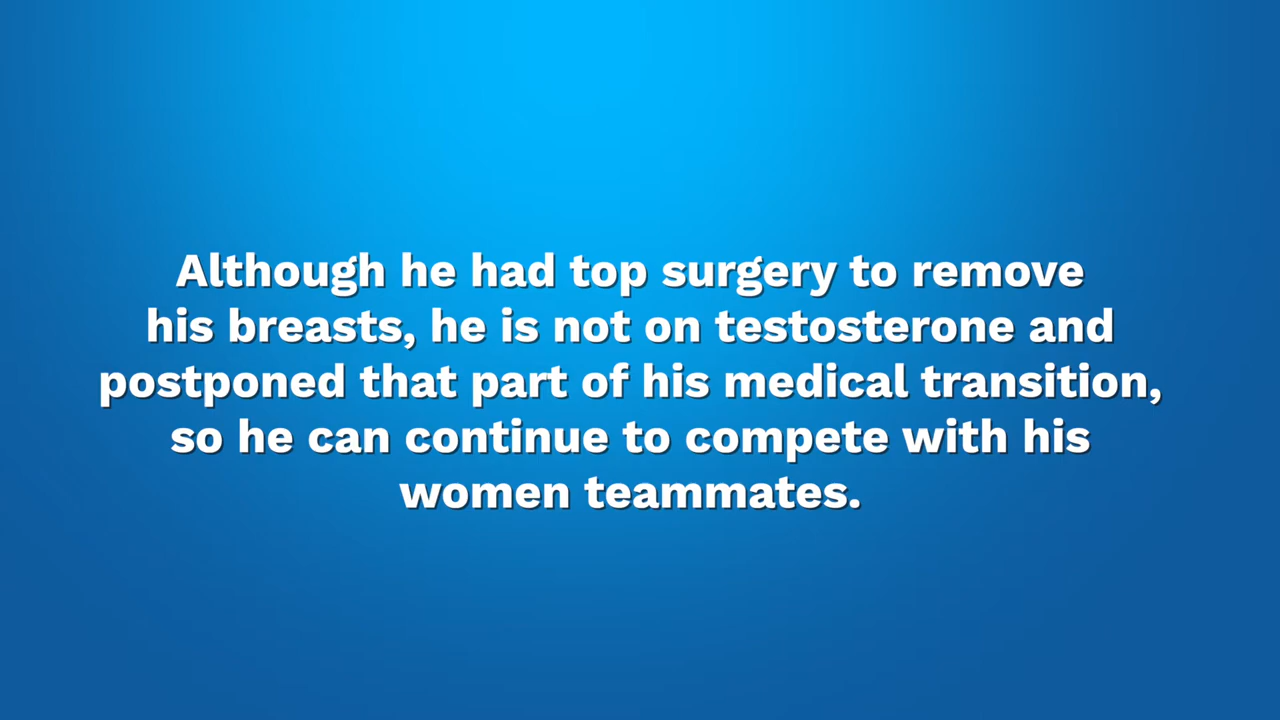 Although he had top surgery to remove
his breasts, he is not on testosterone and
postponed that part of his medical transition,
so he can continue to compete with his
women teammates.